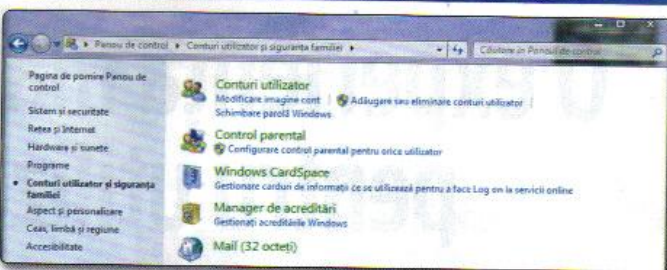 Panou de control ▸ Conturi utilizator și siguranța familiei ▸
Căutare în Panoul de control
Pagina de pornire Panou de
control
Sistem și securitate
Rețea și Internet
Hardware și sunete
Programe
Conturi utilizator și siguranța
familiei
Aspect și personalizare
Ceas, limbă și regiune
Accesibilitate
Conturi utilizator
Modificare imagine cont | Adăugare sau eliminare conturi utilizator |
Schimbare parolă Windows
Control parental
Configurare control parental pentru orice utilizator
Windows CardSpace
Gestionare carduri de informații ce se utilizează pentru a face Log on la servicii online
Manager de acreditări
Gestionați acreditările Windows
Mail (32 octeți)